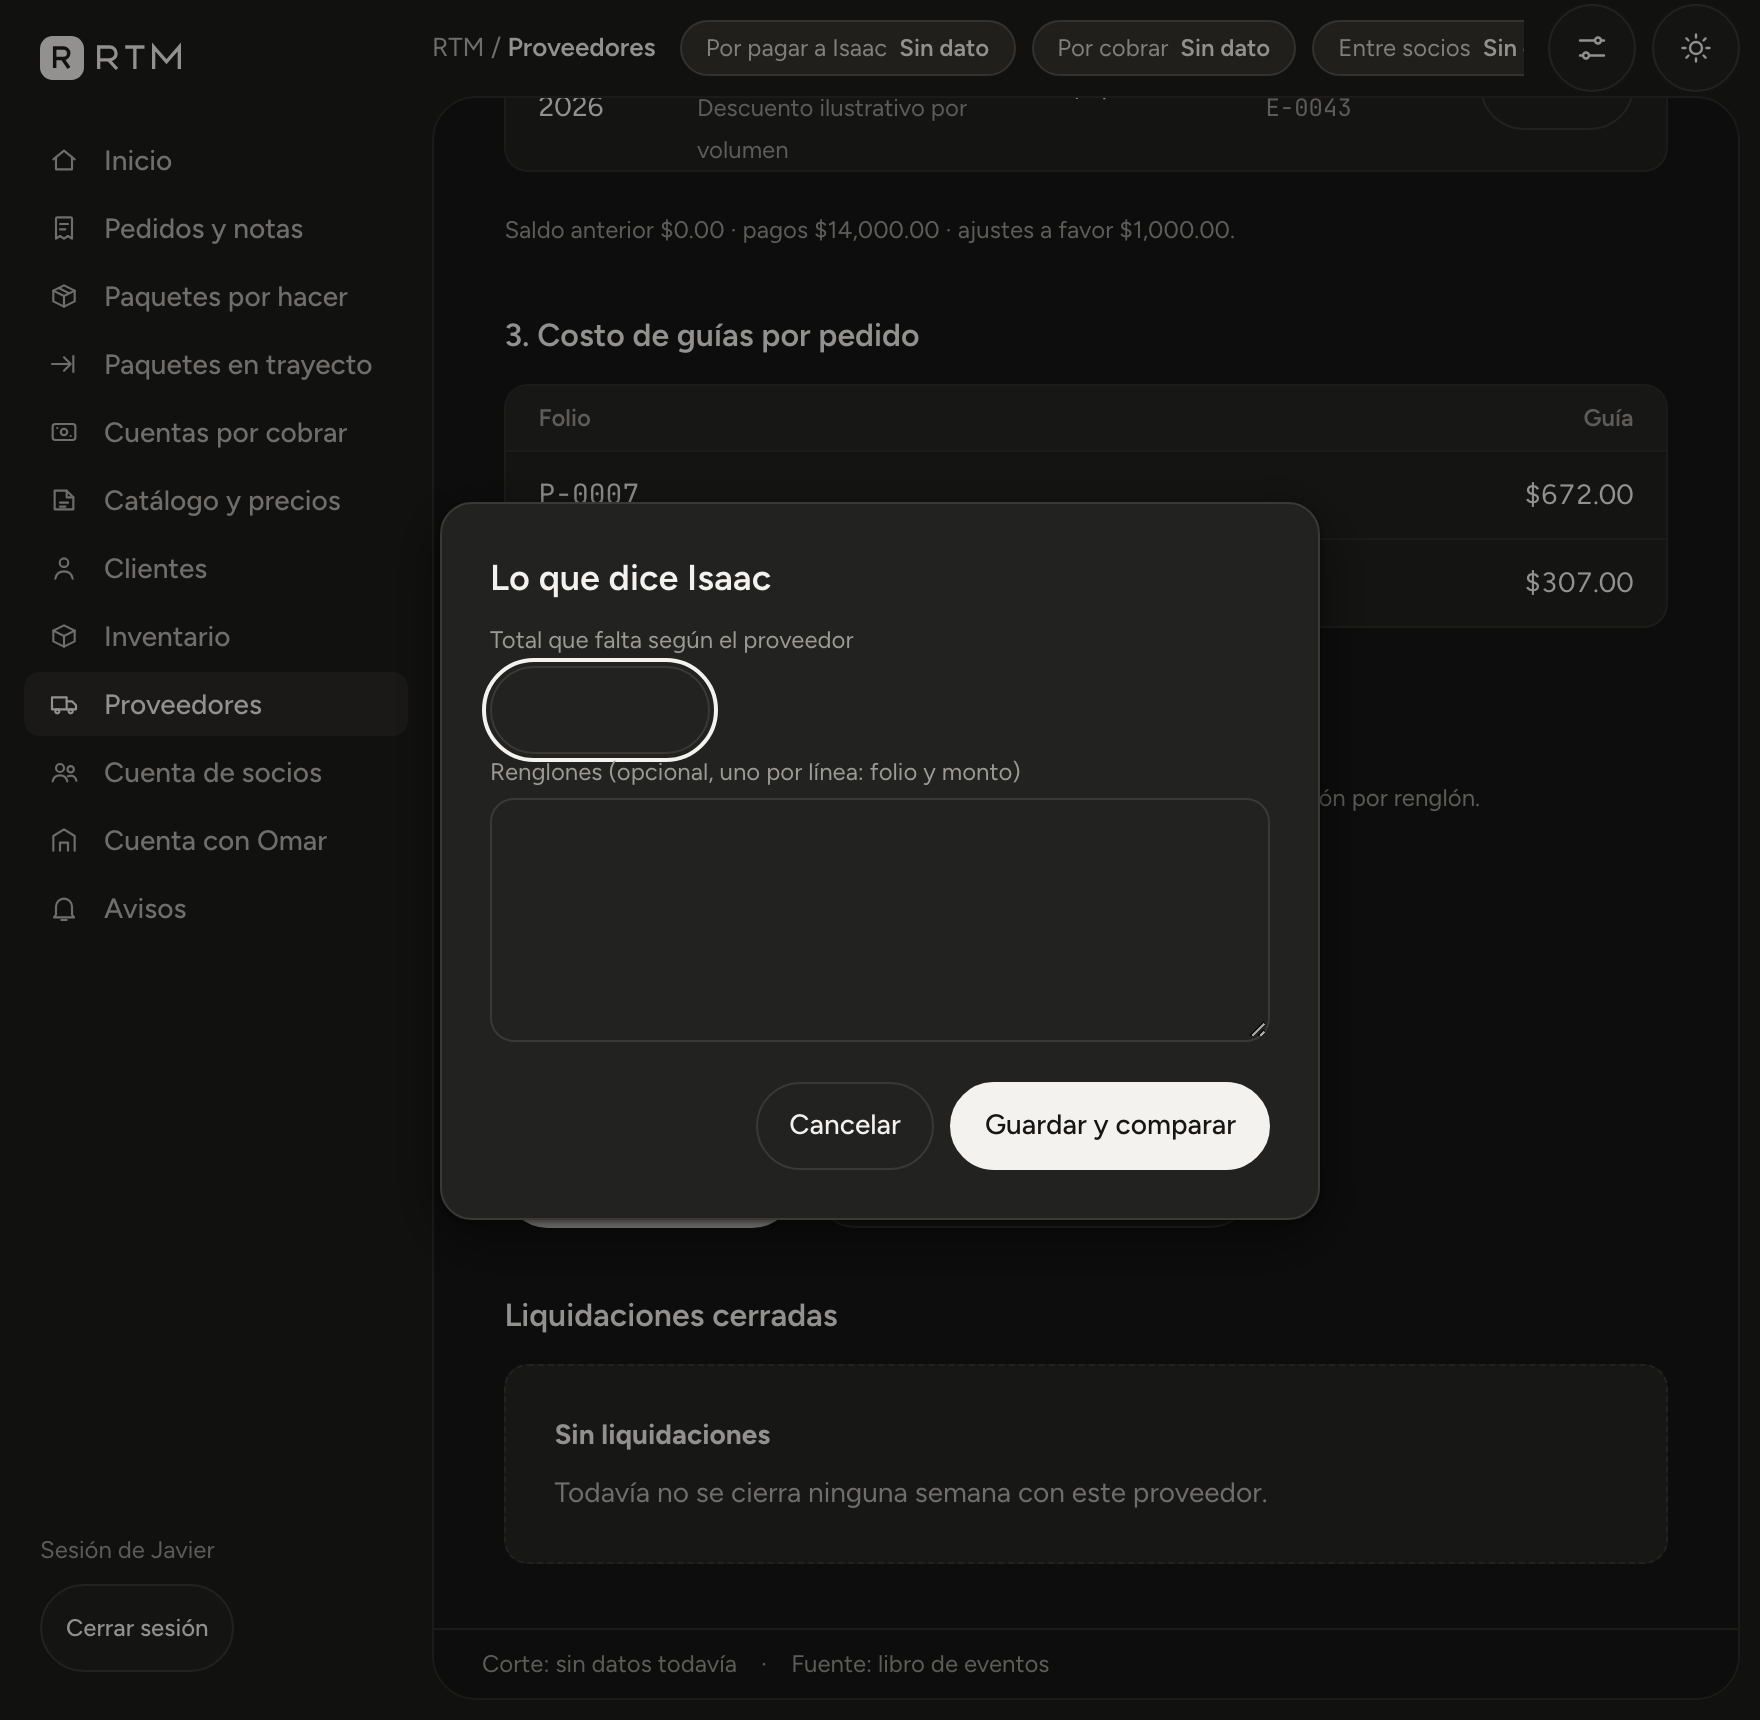 RTM
RTM / Proveedores
Por pagar a Isaac Sin dato
Por cobrar Sin dato
Entre socios Sin
Inicio
Pedidos y notas
Paquetes por hacer
Paquetes en trayecto
Cuentas por cobrar
Catálogo y precios
Clientes
Inventario
Proveedores
Cuenta de socios
Cuenta con Omar
Avisos
Sesión de Javier
Cerrar sesión
2026
Descuento ilustrativo por
volumen
E-0043
Saldo anterior $0.00 · pagos $14,000.00 · ajustes a favor $1,000.00.
3. Costo de guías por pedido
Folio Guía
P-0007 $672.00
$307.00
Lo que dice Isaac
Total que falta según el proveedor
Renglones (opcional, uno por línea: folio y monto)
por renglón.
Cancelar
Guardar y comparar
Liquidaciones cerradas
Sin liquidaciones
Todavía no se cierra ninguna semana con este proveedor.
Corte: sin datos todavía · Fuente: libro de eventos